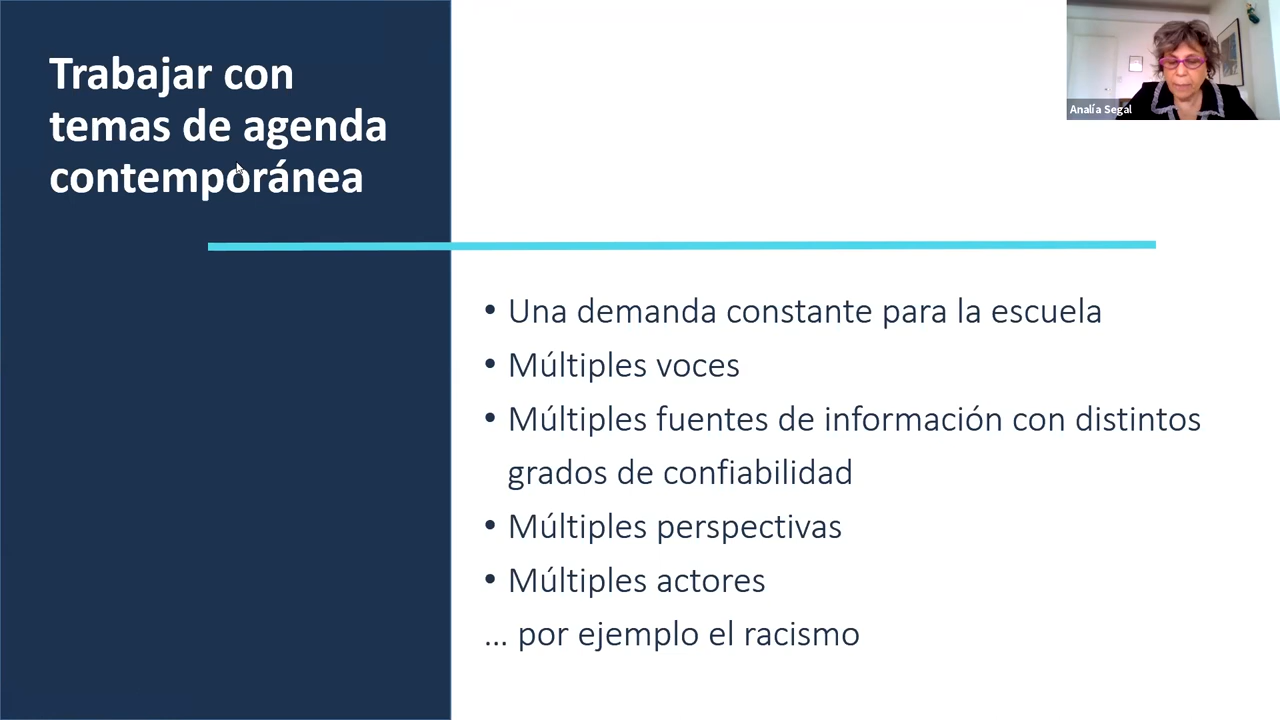 Trabajar con
temas de agenda
contemporánea
Analía Segal
• Una demanda constante para la escuela
• Múltiples voces
• Múltiples fuentes de información con distintos
grados de confiabilidad
• Múltiples perspectivas
• Múltiples actores
... por ejemplo el racismo